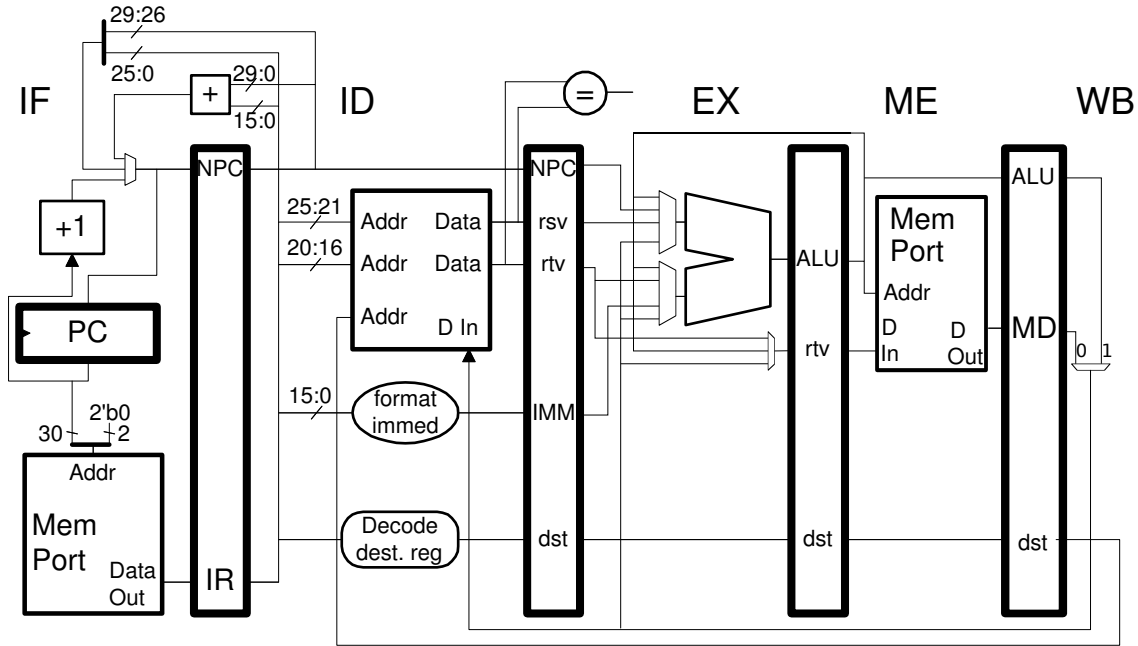 29:26
25:0
IF
+
29:0
15:0
ID
=
EX
ME
WB
NPC
NPC
ALU
+1
25:21
Addr
Data
rsv
20:16
Addr
Data
rtv
Addr
D In
ALU
Mem
Port
Addr
D
In
D
Out
MD
0 1
PC
rtv
15:0
format
immed
IMM
30
2'b0
2
Addr
Mem
Port
Data
Out
IR
Decode
dest. reg
dst
dst
dst